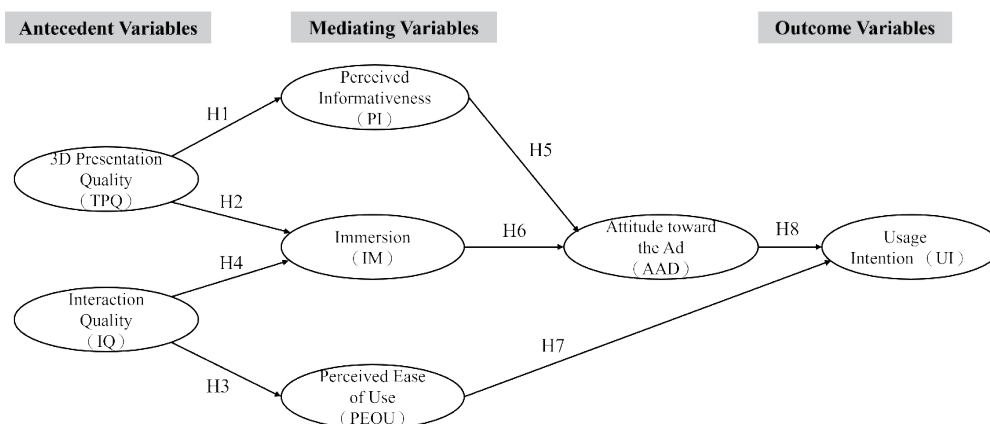 Antecedent Variables
Mediating Variables
Outcome Variables
Perceived
Informativeness
（PI）
H1
H5
3D Presentation
Quality
（TPQ）
H2
Immersion
（IM）
H6
Attitude toward
the Ad
（AAD）
H8
Usage
Intention （UI）
H4
Interaction
Quality
（IQ）
H3
H7
Perceived Ease
of Use
（PEOU）